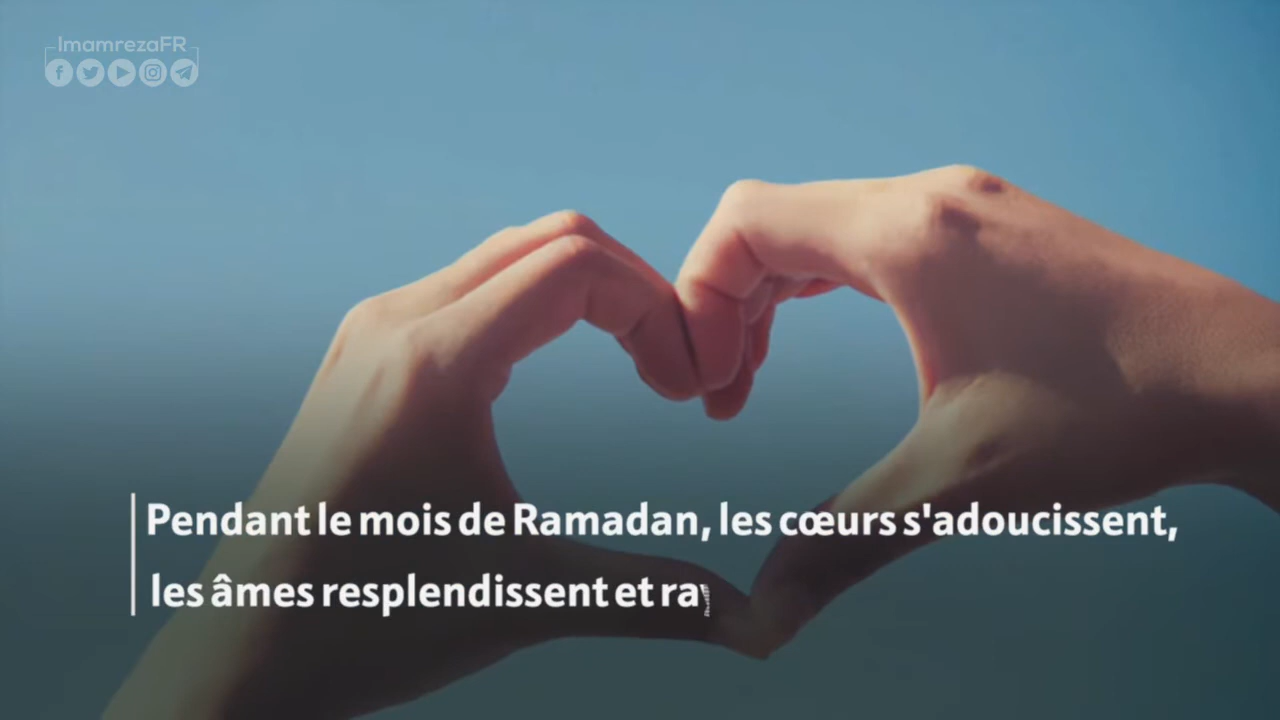 ImamrezaFR
Pendant le mois de Ramadan, les cœurs s'adoucissent,
les âmes resplendissent et